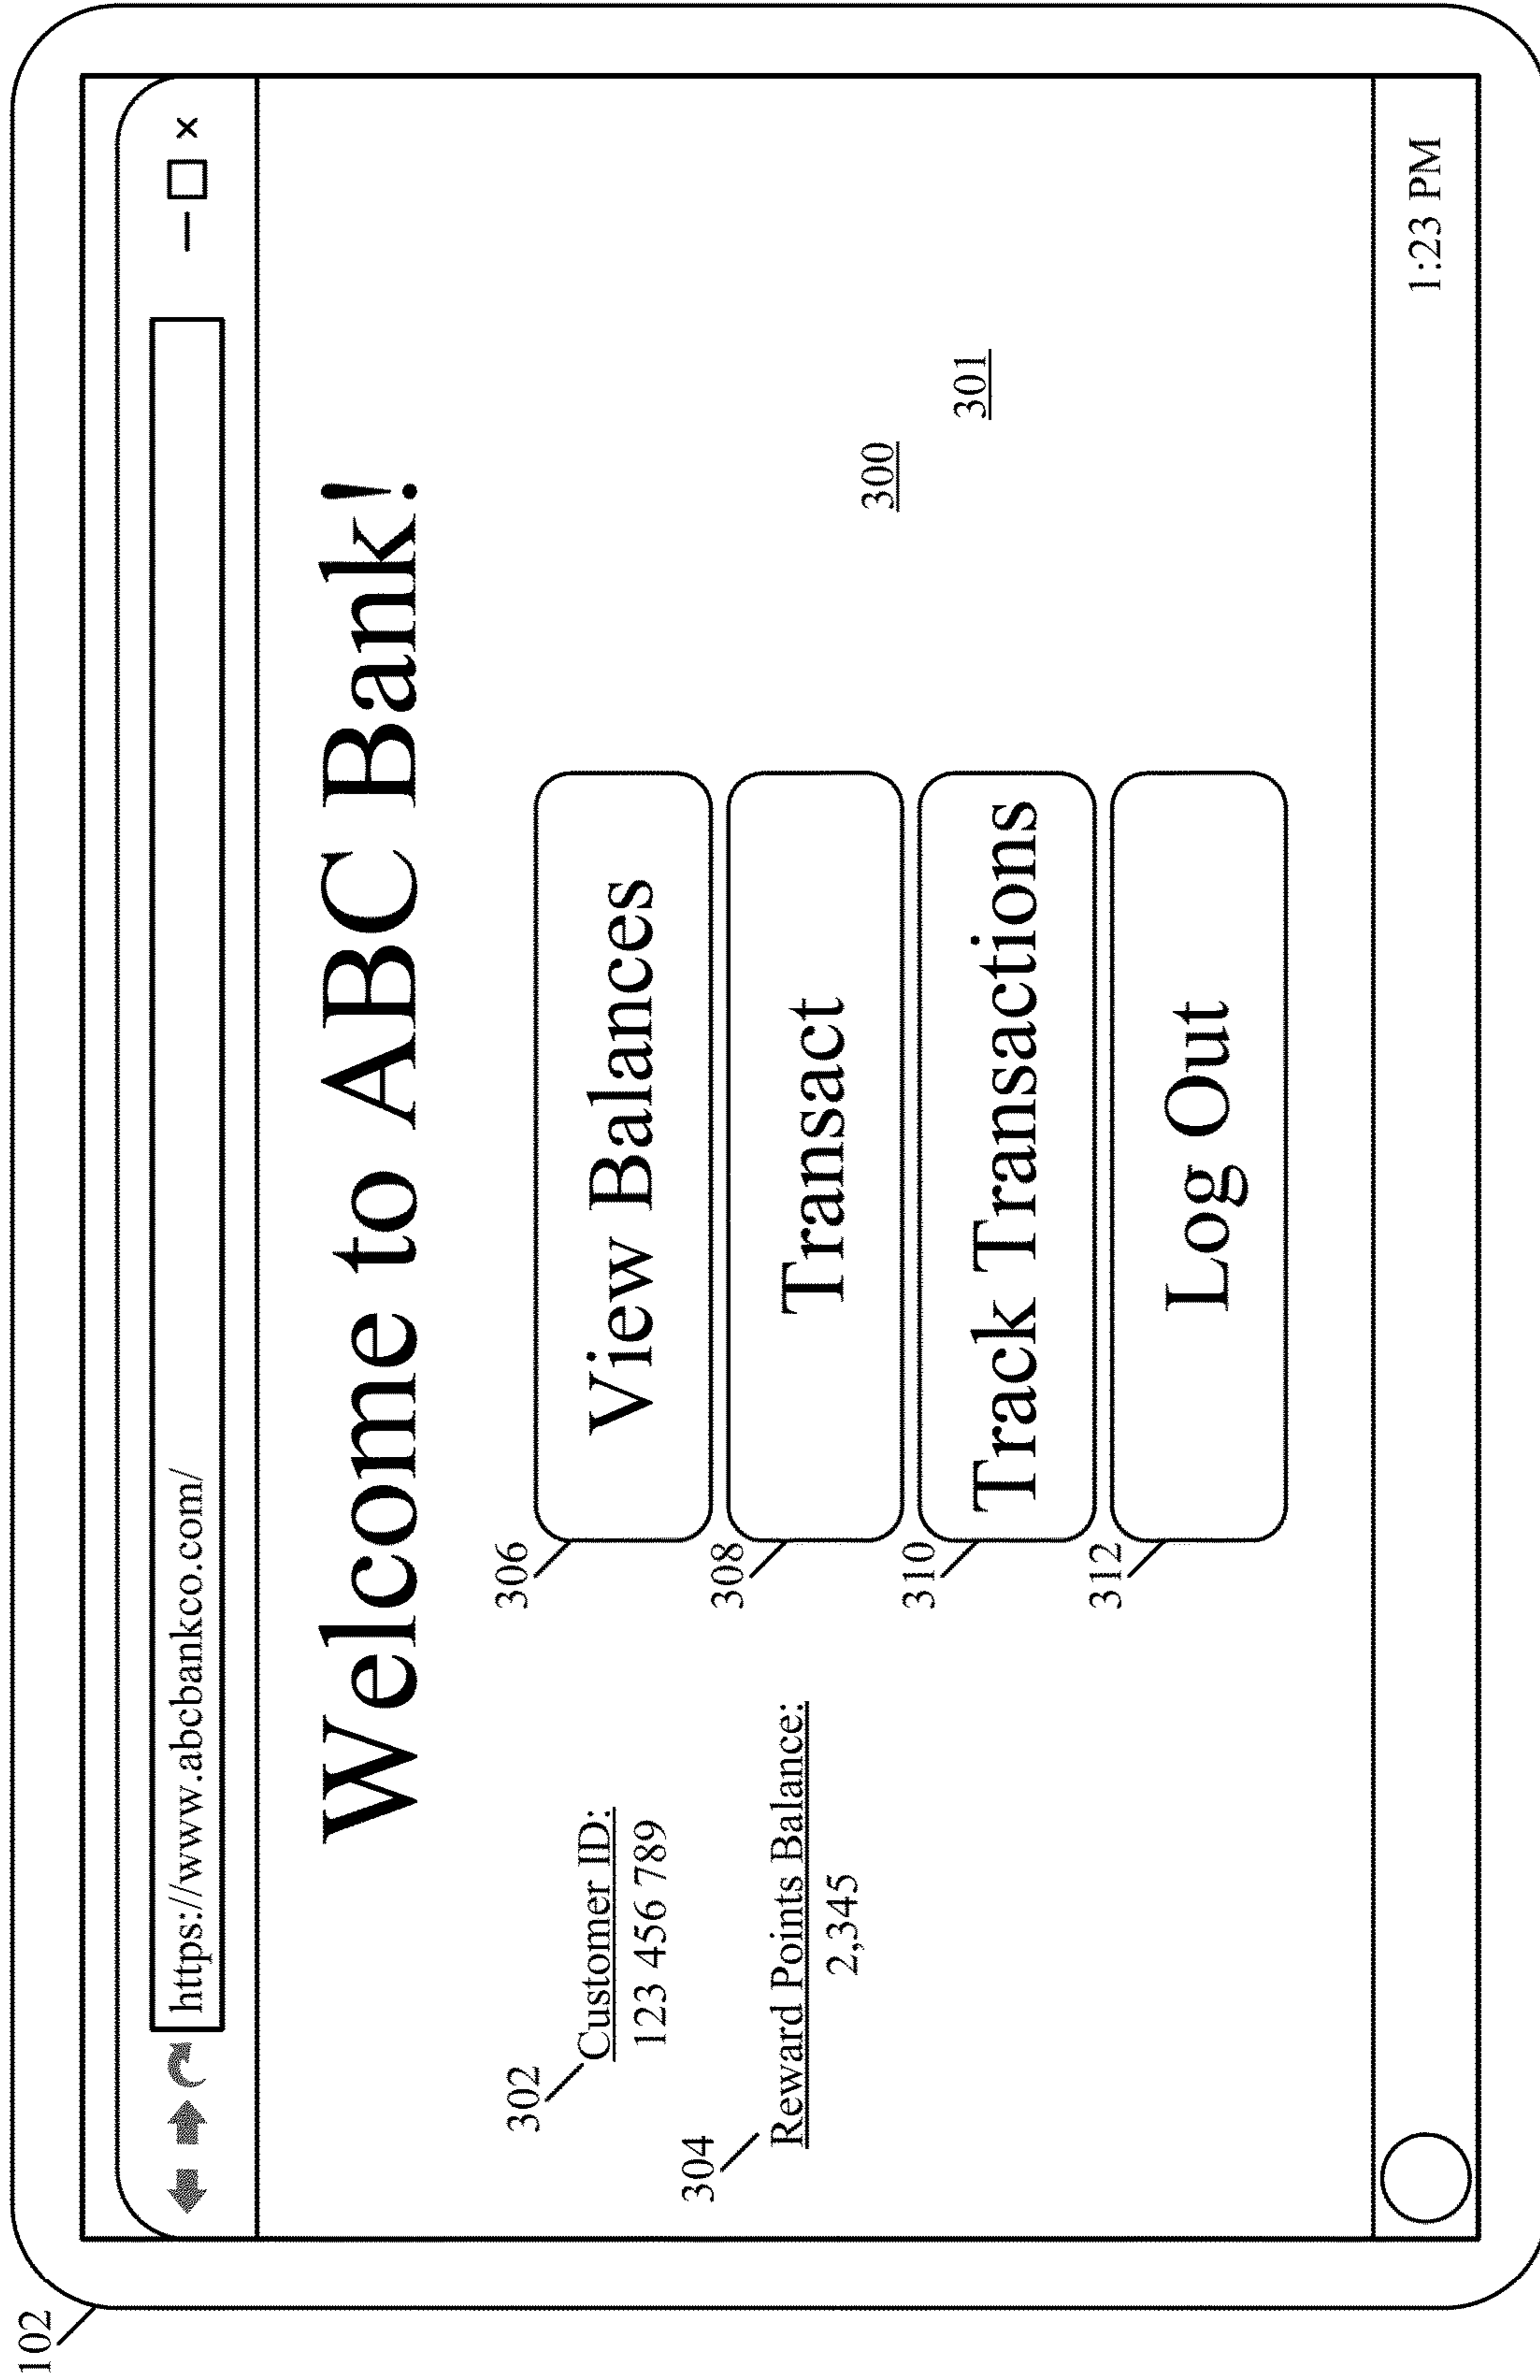 102
https://www.abcbankco.com/
×
Welcome to ABC Bank!
302
Customer ID:
123 456 789
304
Reward Points Balance:
2,345
306
View Balances
308
Transact
310
Track Transactions
312
Log Out
300
301
1:23 PM